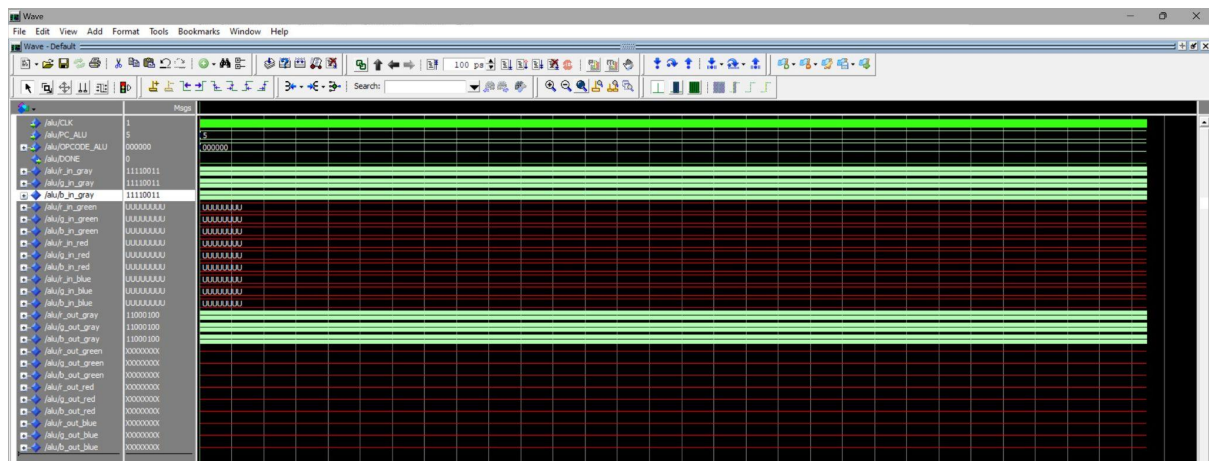 Wave
File Edit View Add Format Tools Bookmarks Window Help
Wave - Default
100 ps
Search:
Msgs
/alu/CLK 1
/alu/PC_ALU 5 5
/alu/OPCODE_ALU 000000 000000
/alu/DONE 0
/alu/r_in_gray 11110011
/alu/g_in_gray 11110011
/alu/b_in_gray 11110011
/alu/r_in_green UUUUUUUU UUUUUUUU
/alu/g_in_green UUUUUUUU UUUUUUUU
/alu/b_in_green UUUUUUUU UUUUUUUU
/alu/r_in_red UUUUUUUU UUUUUUUU
/alu/g_in_red UUUUUUUU UUUUUUUU
/alu/b_in_red UUUUUUUU UUUUUUUU
/alu/r_in_blue UUUUUUUU UUUUUUUU
/alu/g_in_blue UUUUUUUU UUUUUUUU
/alu/b_in_blue UUUUUUUU UUUUUUUU
/alu/r_out_gray 11000100
/alu/g_out_gray 11000100
/alu/b_out_gray 11000100
/alu/r_out_green XXXXXXXX
/alu/g_out_green XXXXXXXX
/alu/b_out_green XXXXXXXX
/alu/r_out_red XXXXXXXX
/alu/g_out_red XXXXXXXX
/alu/b_out_red XXXXXXXX
/alu/r_out_blue XXXXXXXX
/alu/g_out_blue XXXXXXXX
/alu/b_out_blue XXXXXXXX